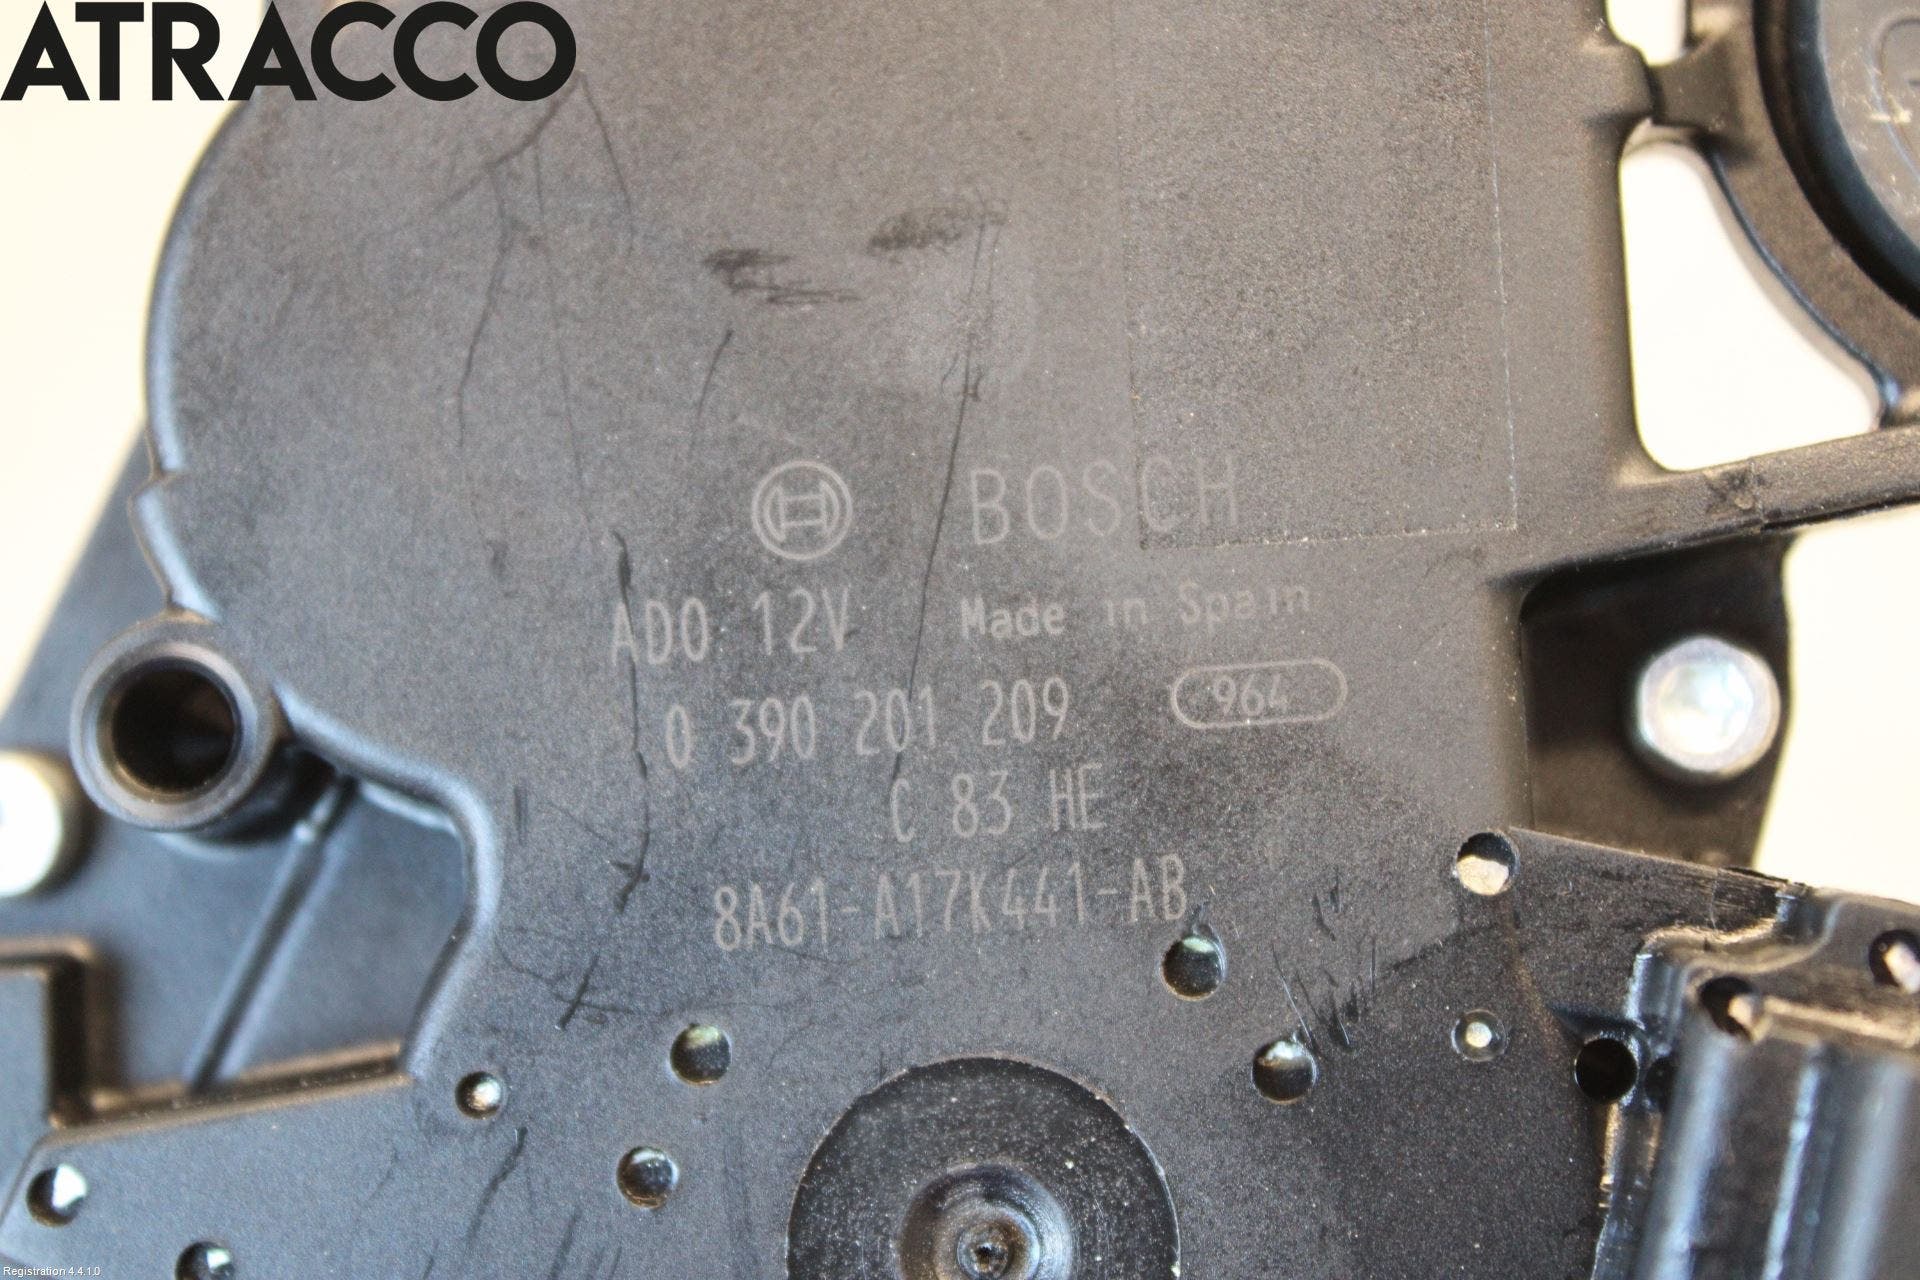 ATRACCO
BOSCH
AD0 12V Made in Spain
0 390 201 209 964
C 83 HE
8A61-A17K441-AB
Registration 4.4.1.0